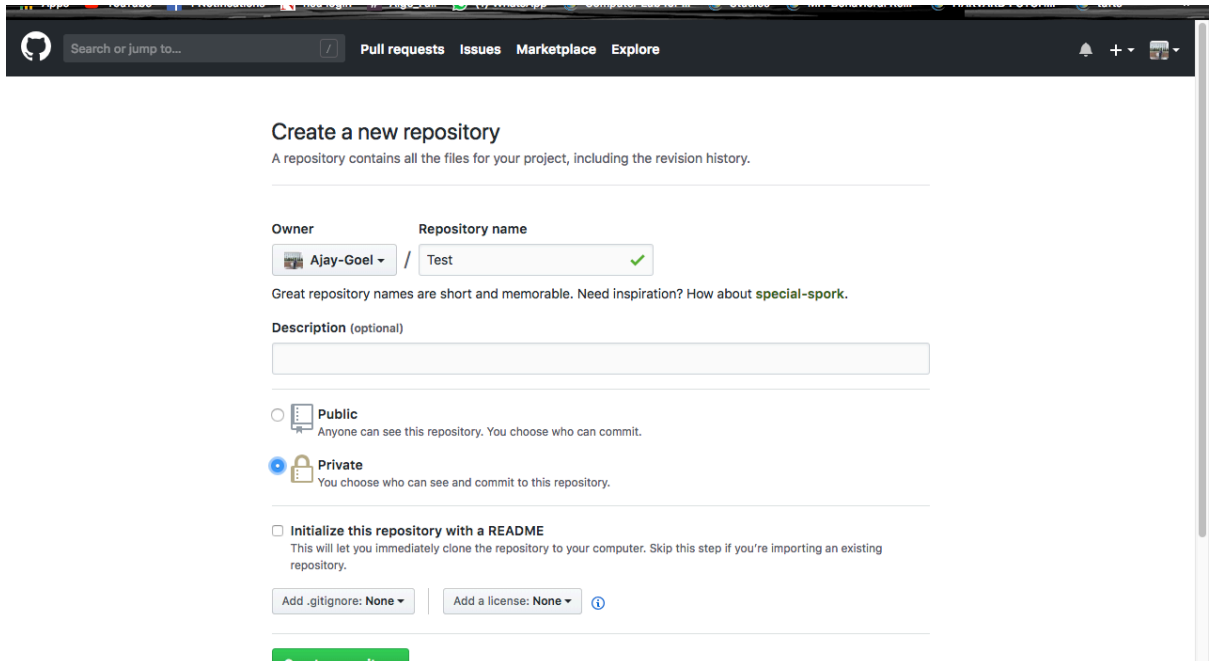 Search or jump to... / Pull requests Issues Marketplace Explore
Create a new repository
A repository contains all the files for your project, including the revision history.
Owner Repository name
Ajay-Goel / Test
Great repository names are short and memorable. Need inspiration? How about special-spork.
Description (optional)
Public
Anyone can see this repository. You choose who can commit.
Private
You choose who can see and commit to this repository.
Initialize this repository with a README
This will let you immediately clone the repository to your computer. Skip this step if you're importing an existing
repository.
Add .gitignore: None Add a license: None